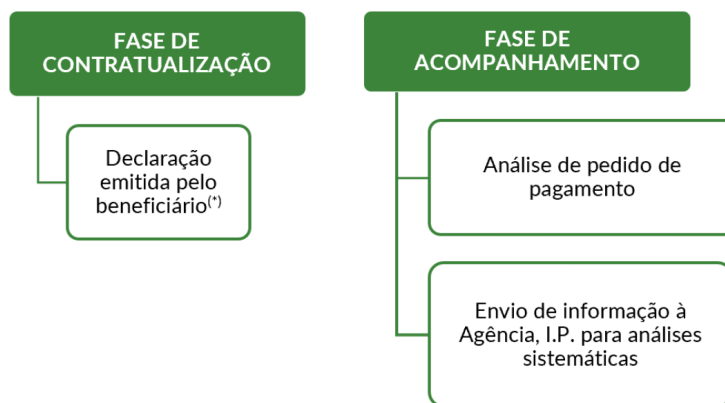 FASE DE
CONTRATUALIZAÇÃO
Declaração
emitida pelo
beneficiário(*)
FASE DE
ACOMPANHAMENTO
Análise de pedido de
pagamento
Envio de informação à
Agência, I.P. para análises
sistemáticas